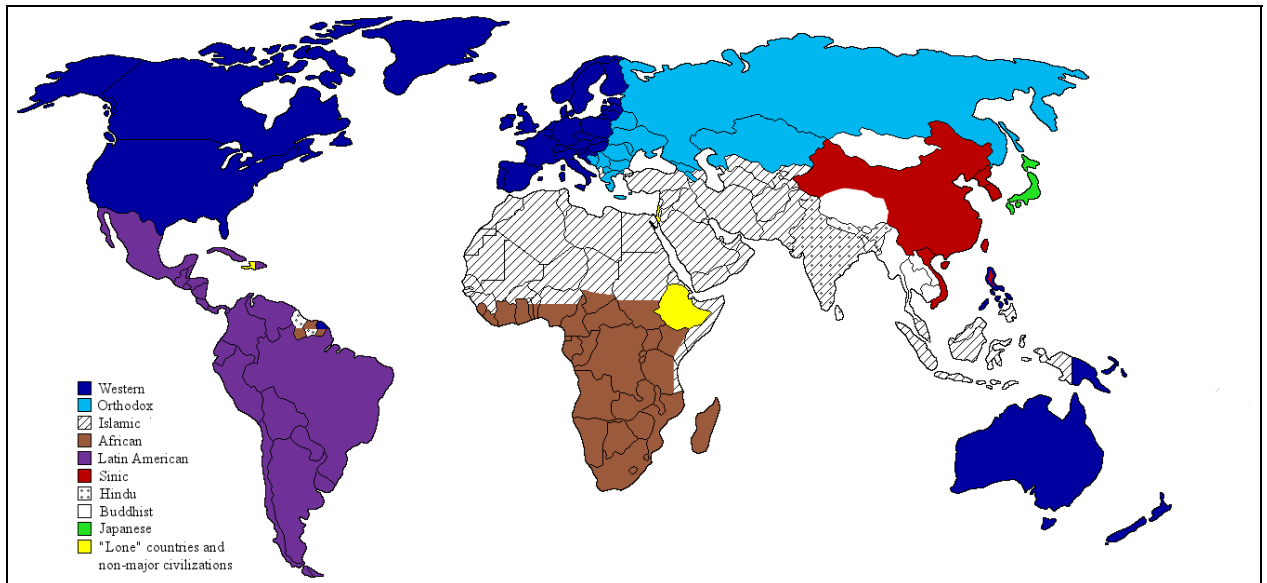 Western
Orthodox
Islamic
African
Latin American
Sinic
Hindu
Buddhist
Japanese
"Lone" countries and
non-major civilizations